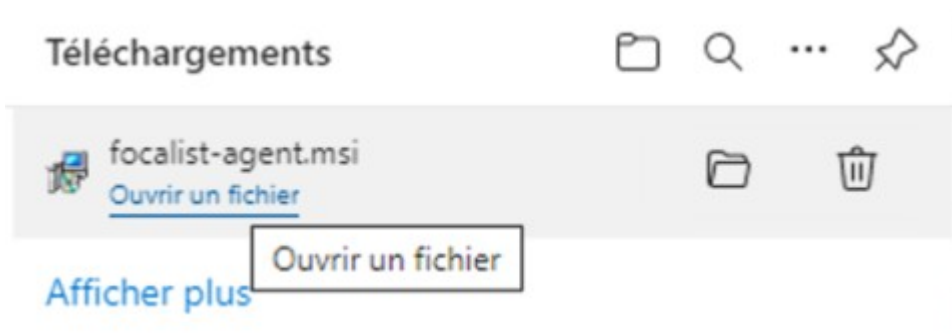 Téléchargements
focalist-agent.msi
Ouvrir un fichier
Ouvrir un fichier
Afficher plus